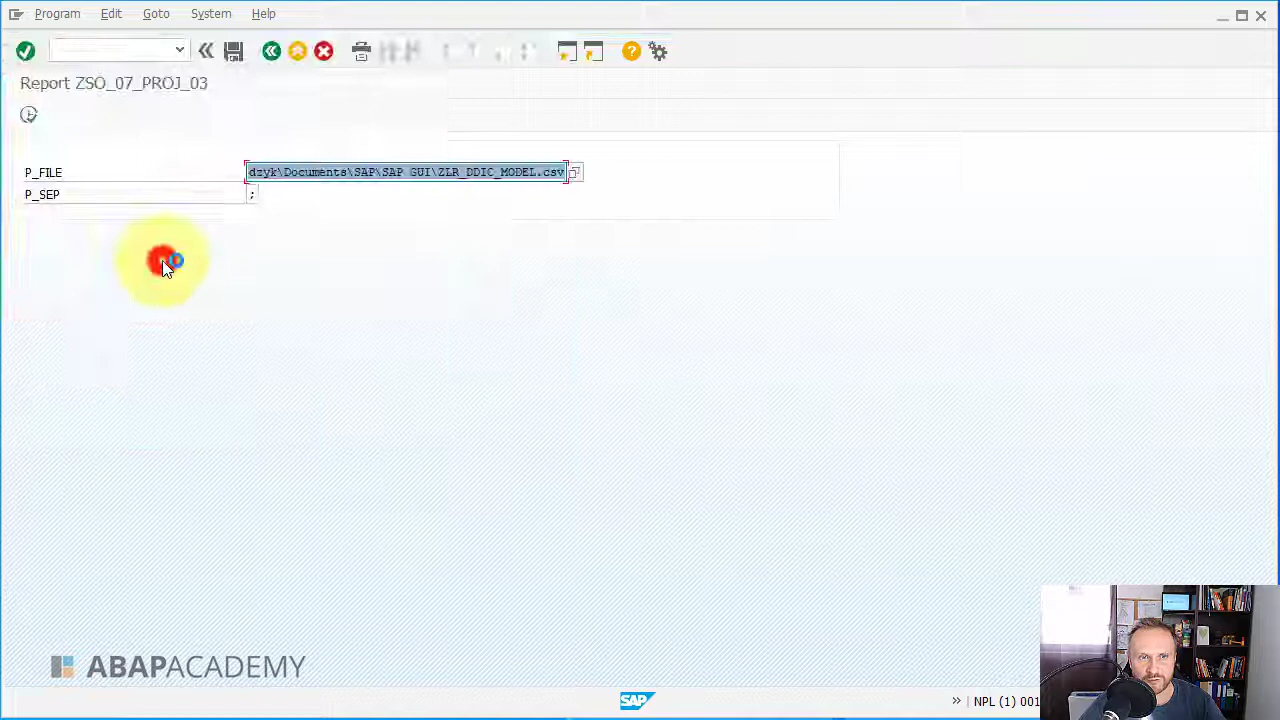 Program Edit Goto System Help
Report ZSO_07_PROJ_03
P_FILE dzyk\Documents\SAP\SAP GUI\ZLR_DDIC_MODEL.csv
P_SEP ;
ABAPACADEMY
SAP
NPL (1) 001